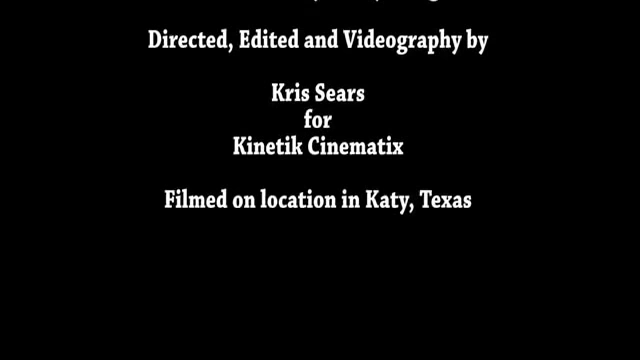 Directed, Edited and Videography by
Kris Sears
for
Kinetik Cinematix
Filmed on location in Katy, Texas